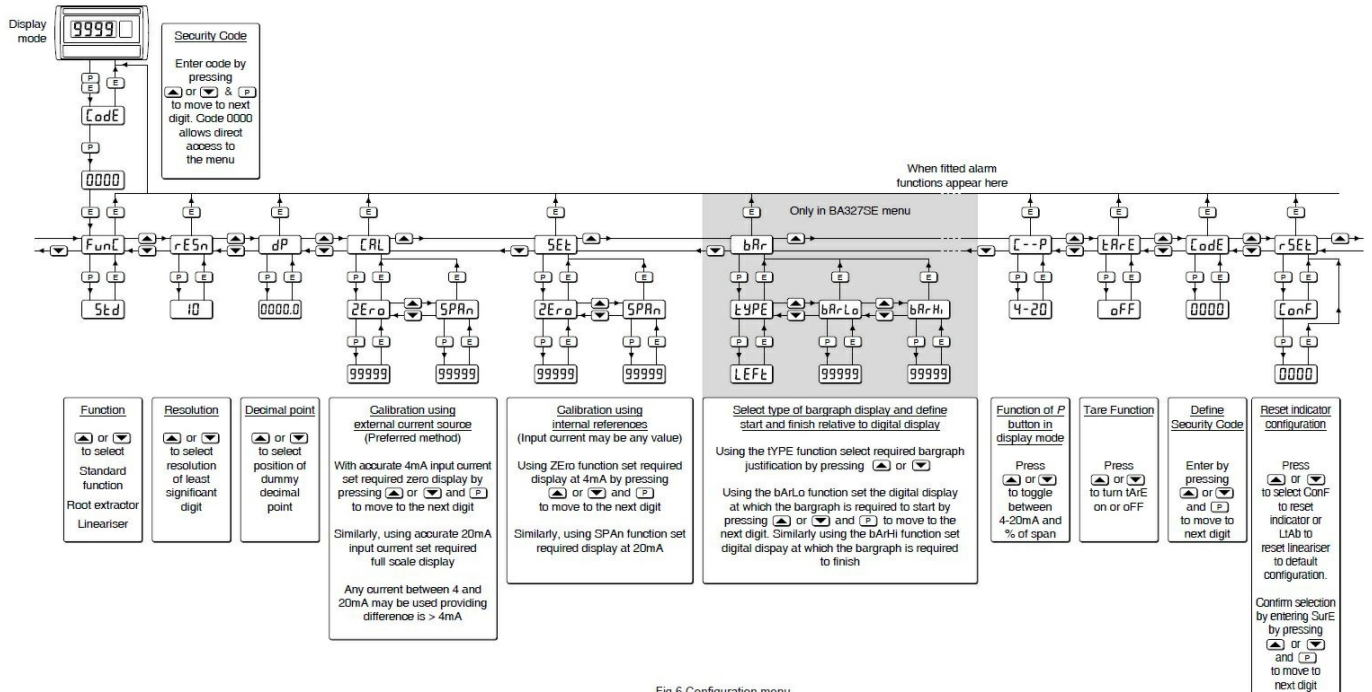 Display
mode
9999
P
E
E
CodE
P
0000
Security Code
Enter code by
pressing
▲ or ▼ & P
to move to next
digit. Code 0000
allows direct
access to
the menu
When fitted alarm
functions appear here
Only in BA327SE menu
E E E E E E E E E E E E
FunC rESn dP CAL SEt bAr C--P tArE CodE rSEt
P E P E P E E E E E E E P E P E P E P E
Std 10 0000.0 ZEro SPAn ZEro SPAn tYPE bArLo bArHi 4-20 oFF 0000 ConF
P E P E P E P E P E P E P E P E
99999 99999 99999 99999 LEFt 99999 99999 0000
Function
▲ or ▼
to select
Standard
function
Root extractor
Lineariser
Resolution
▲ or ▼
to select
resolution
of least
significant
digit
Decimal point
▲ or ▼
to select
position of
dummy
decimal
point
Calibration using
external current source
(Preferred method)
With accurate 4mA input current
set required zero display by
pressing ▲ or ▼ and P
to move to the next digit
Similarly, using accurate 20mA
input current set required
full scale display
Any current between 4 and
20mA may be used providing
difference is > 4mA
Calibration using
internal references
(Input current may be any value)
Using ZEro function set required
display at 4mA by pressing
▲ or ▼ and P
to move to the next digit
Similarly, using SPAn function set
required display at 20mA
Select type of bargraph display and define
start and finish relative to digital display
Using the tYPE function select required bargraph
justification by pressing ▲ or ▼
Using the bArLo function set the digital display
at which the bargraph is required to start by
pressing ▲ or ▼ and P to move to the
next digit. Similarly using the bArHi function set
digital dispay at which the bargraph is required
to finish
Function of P
button in
display mode
Press
▲ or ▼
to toggle
between
4-20mA and
% of span
Tare Function
Press
▲ or ▼
to turn tArE
on or oFF
Define
Security Code
Enter by
pressing
▲ or ▼
and P
to move to
next digit
Reset indicator
configuration
Press
▲ or ▼
to select ConF
to reset
indicator or
LtAb to
reset lineariser
to default
configuration.
Confirm selection
by entering SurE
by pressing
▲ or ▼
and P
to move to
next digit
Fig 6 Configuration menu